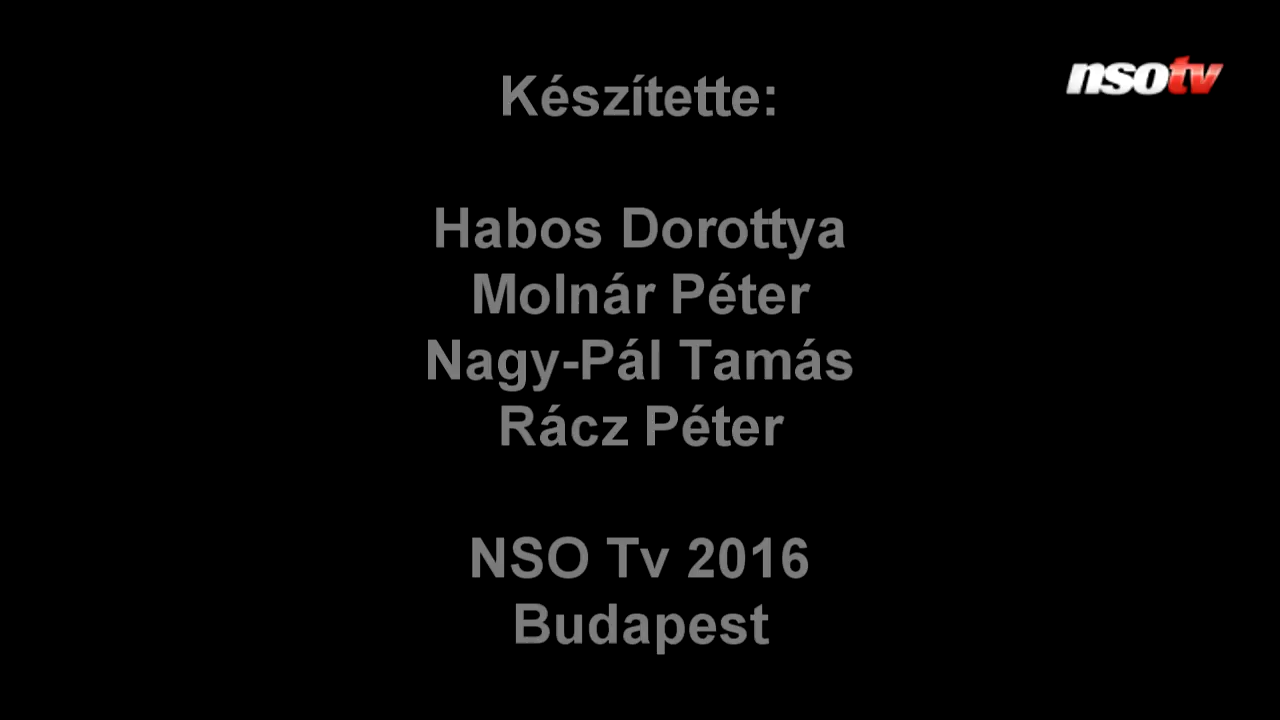 nsotv
Készítette:
Habos Dorottya
Molnár Péter
Nagy-Pál Tamás
Rácz Péter
NSO Tv 2016
Budapest